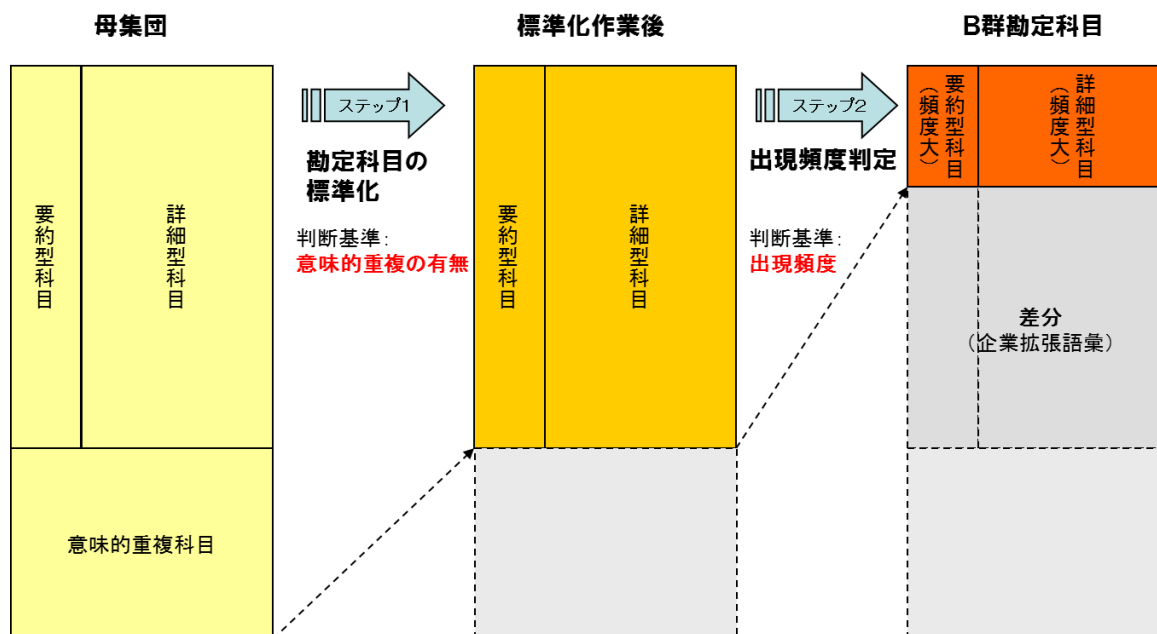 母集団
標準化作業後
B群勘定科目
要約型科目
詳細型科目
意味的重複科目
ステップ1
勘定科目の
標準化
判断基準：
意味的重複の有無
要約型科目
詳細型科目
ステップ2
出現頻度判定
判断基準：
出現頻度
要約型科目
（頻度大）
詳細型科目
（頻度大）
差分
（企業拡張語彙）